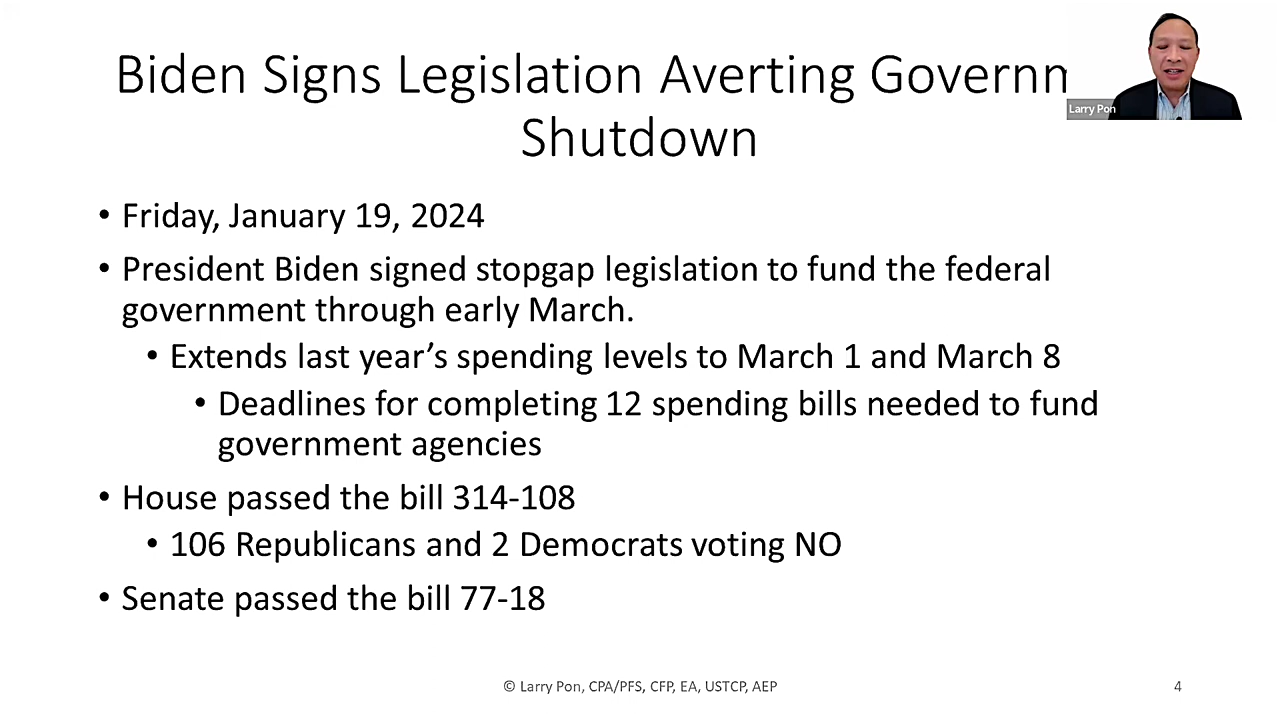 Biden Signs Legislation Averting Governm
Shutdown
Larry Pon
• Friday, January 19, 2024
• President Biden signed stopgap legislation to fund the federal
government through early March.
• Extends last year’s spending levels to March 1 and March 8
• Deadlines for completing 12 spending bills needed to fund
government agencies
• House passed the bill 314-108
• 106 Republicans and 2 Democrats voting NO
• Senate passed the bill 77-18
© Larry Pon, CPA/PFS, CFP, EA, USTCP, AEP
4